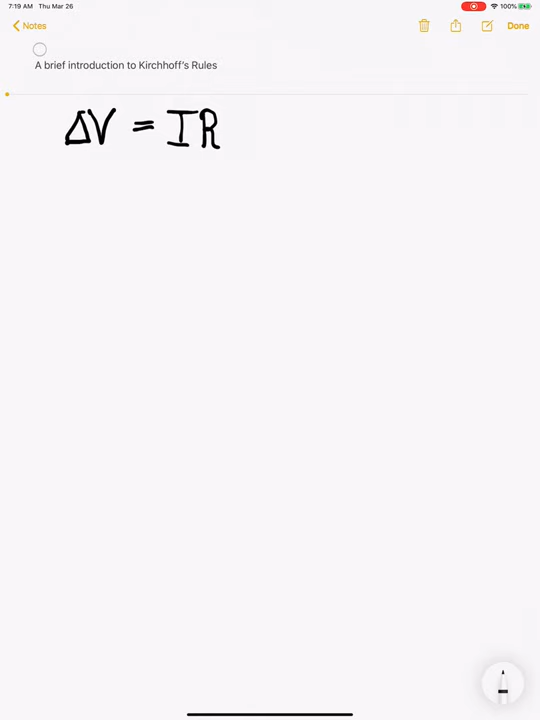 7:19 AM Thu Mar 26 100%
Notes Done
A brief introduction to Kirchhoff's Rules
ΔV = IR